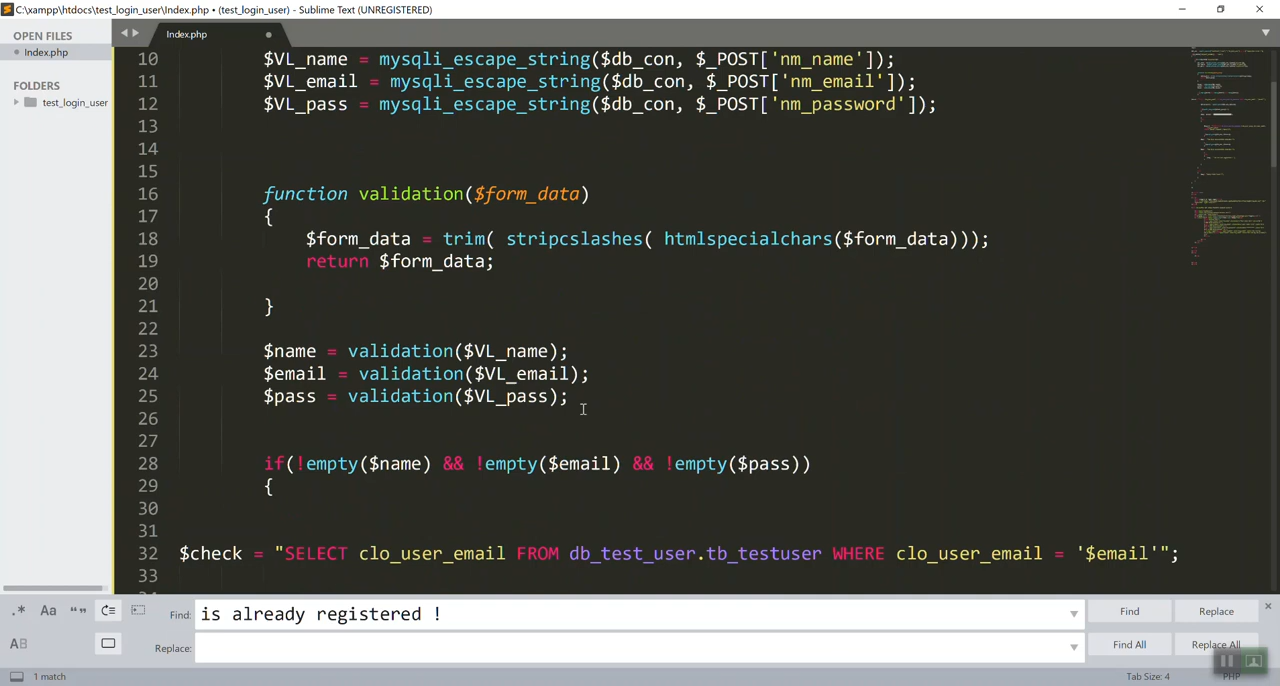 C:\xampp\htdocs\test_login_user\Index.php • (test_login_user) - Sublime Text (UNREGISTERED)
OPEN FILES
Index.php
FOLDERS
test_login_user
Index.php
10 $VL_name = mysqli_escape_string($db_con, $_POST['nm_name']);
11 $VL_email = mysqli_escape_string($db_con, $_POST['nm_email']);
12 $VL_pass = mysqli_escape_string($db_con, $_POST['nm_password']);
13
14
15
16 function validation($form_data)
17 {
18 $form_data = trim( stripcslashes( htmlspecialchars($form_data)));
19 return $form_data;
20
21 }
22
23 $name = validation($VL_name);
24 $email = validation($VL_email);
25 $pass = validation($VL_pass);
26
27
28 if(!empty($name) && !empty($email) && !empty($pass))
29 {
30
31
32 $check = "SELECT clo_user_email FROM db_test_user.tb_testuser WHERE clo_user_email = '$email'";
33
.* Aa “” Find: is already registered ! Find Replace
AB Replace: Find All Replace All
1 match Tab Size: 4 PHP